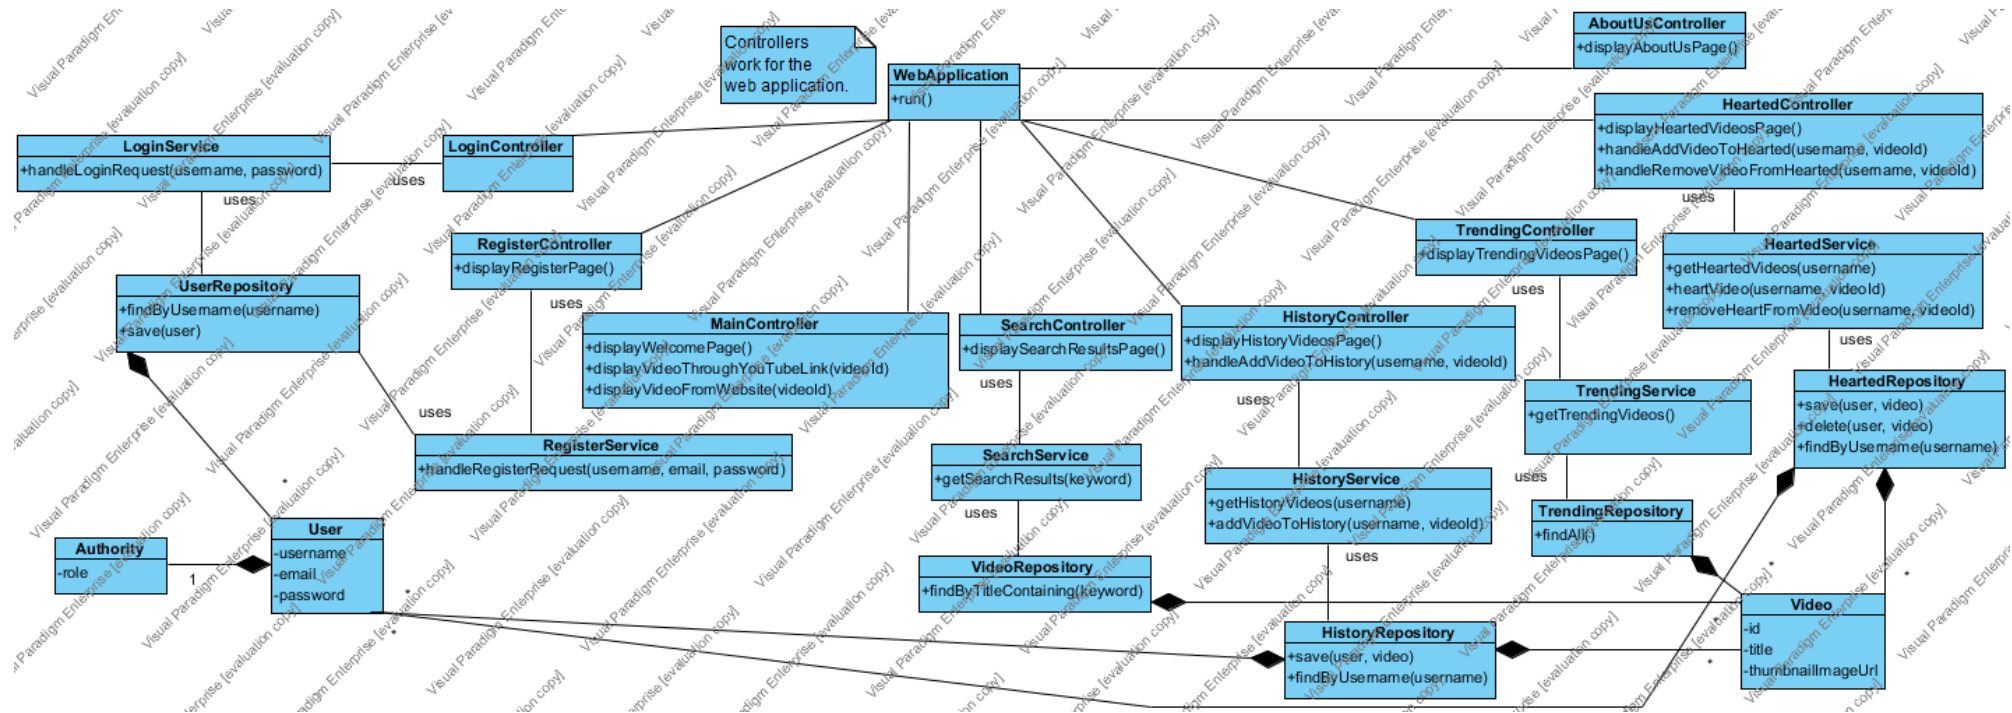 Controllers
work for the
web application.
WebApplication
+run()
AboutUsController
+displayAboutUsPage()
HeartedController
+displayHeartedVideosPage()
+handleAddVideoToHearted(username, videoId)
+handleRemoveVideoFromHearted(username, videoId)
uses
LoginService
+handleLoginRequest(username, password)
uses
LoginController
uses
RegisterController
+displayRegisterPage()
uses
TrendingController
+displayTrendingVideosPage()
uses
HeartedService
+getHeartedVideos(username)
+heartVideo(username, videoId)
+removeHeartFromVideo(username, videoId)
uses
UserRepository
+findByUsername(username)
+save(user)
uses
MainController
+displayWelcomePage()
+displayVideoThroughYouTubeLink(videoId)
+displayVideoFromWebsite(videoId)
SearchController
+displaySearchResultsPage()
uses
HistoryController
+displayHistoryVideosPage()
+handleAddVideoToHistory(username, videoId)
uses
TrendingService
+getTrendingVideos()
uses
HeartedRepository
+save(user, video)
+delete(user, video)
+findByUsername(username)
RegisterService
+handleRegisterRequest(username, email, password)
SearchService
+getSearchResults(keyword)
uses
HistoryService
+getHistoryVideos(username)
+addVideoToHistory(username, videoId)
uses
TrendingRepository
+findAll()
*
User
-username
-email
-password
Authority
-role
1
*
*
VideoRepository
+findByTitleContaining(keyword)
HistoryRepository
+save(user, video)
+findByUsername(username)
*
*
*
*
Video
-id
-title
-thumbnailImageUrl
Visual Paradigm Enterprise [evaluation copy]